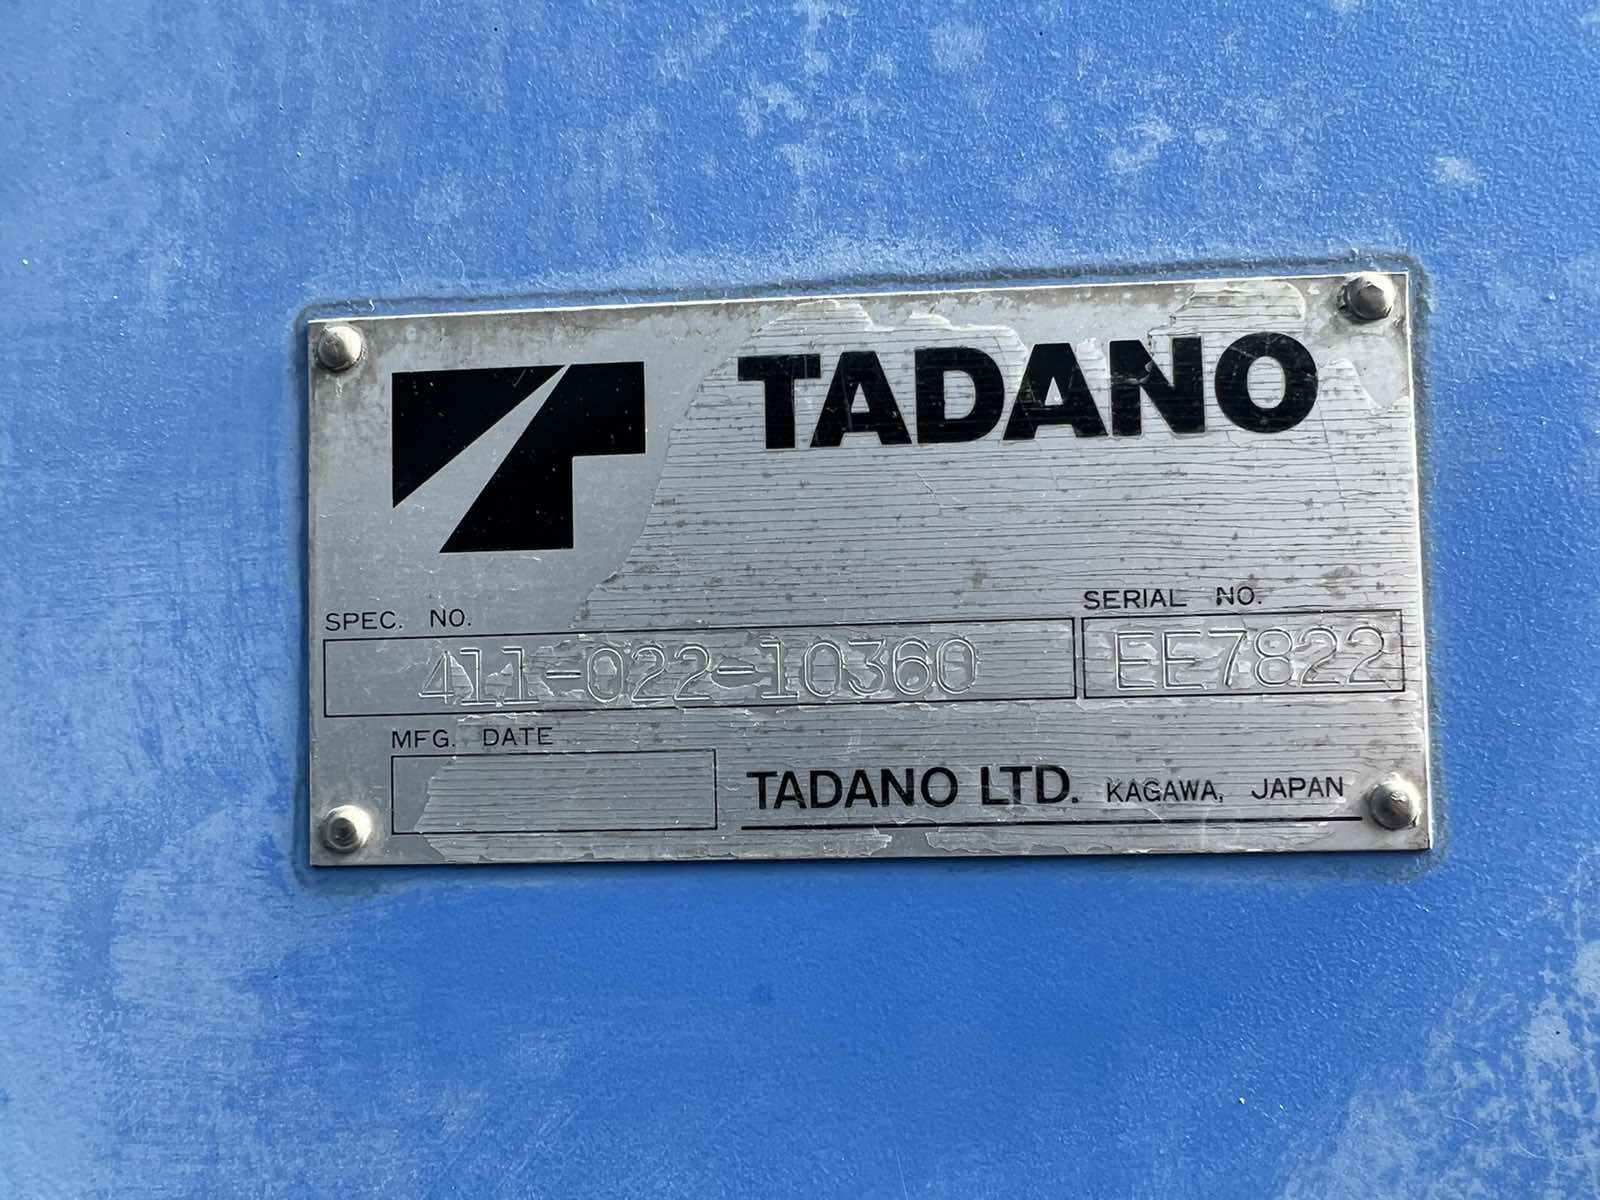 TADANO
SPEC. NO.
SERIAL NO.
411-022-10360
EE7822
MFG. DATE
TADANO LTD. KAGAWA, JAPAN